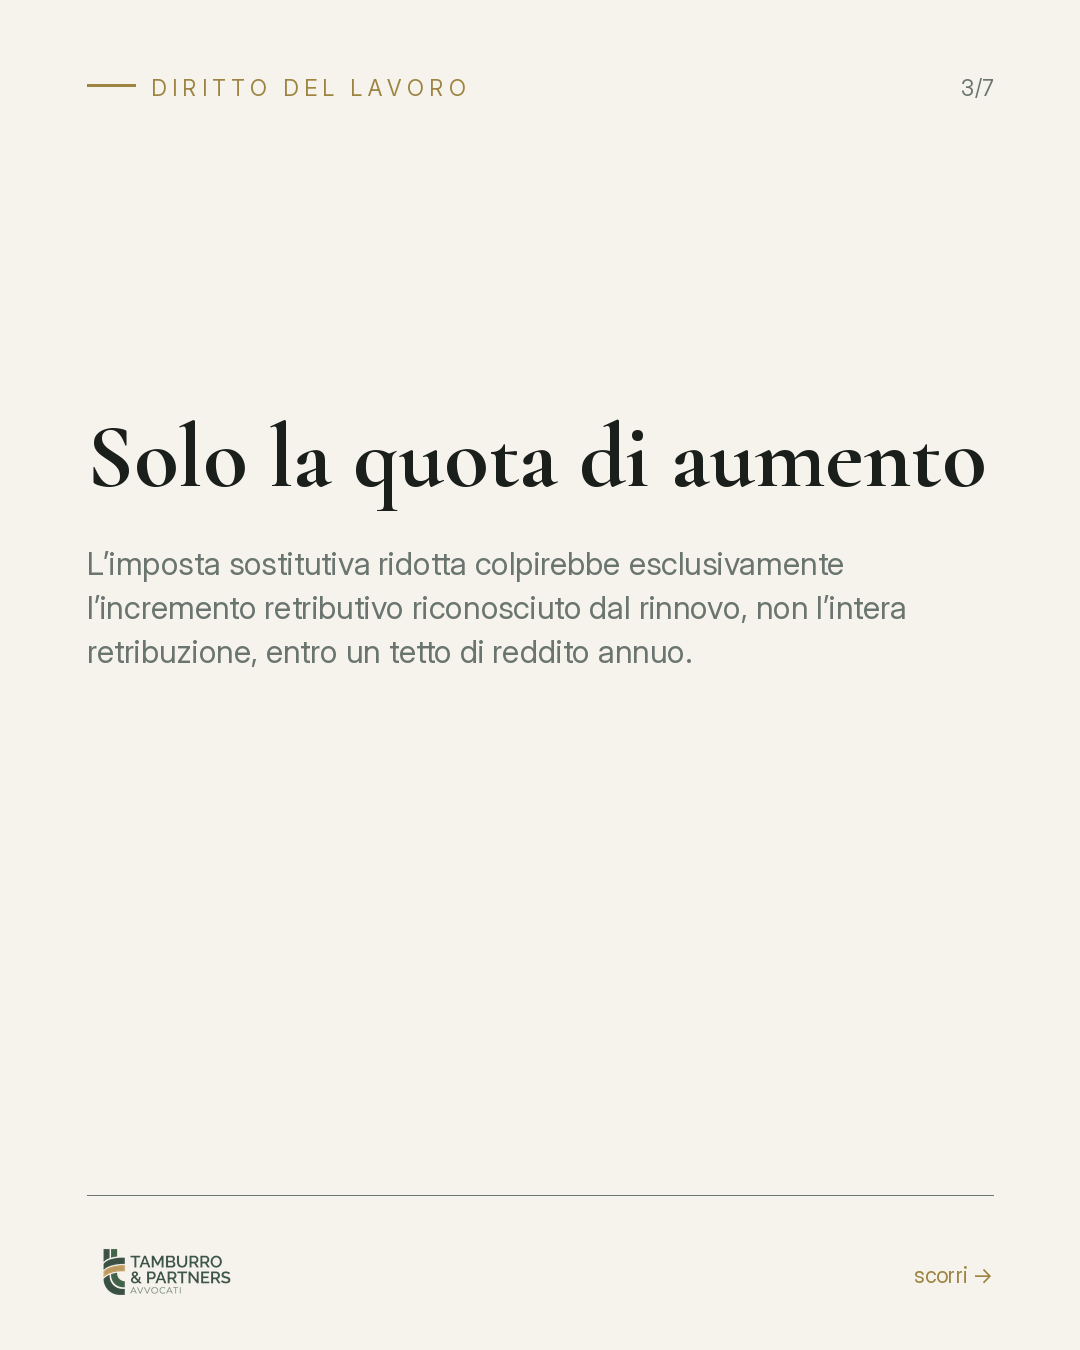 DIRITTO DEL LAVORO
3/7
Solo la quota di aumento
L’imposta sostitutiva ridotta colpirebbe esclusivamente
l’incremento retributivo riconosciuto dal rinnovo, non l’intera
retribuzione, entro un tetto di reddito annuo.
TAMBURRO
& PARTNERS
AVVOCATI
scorri →